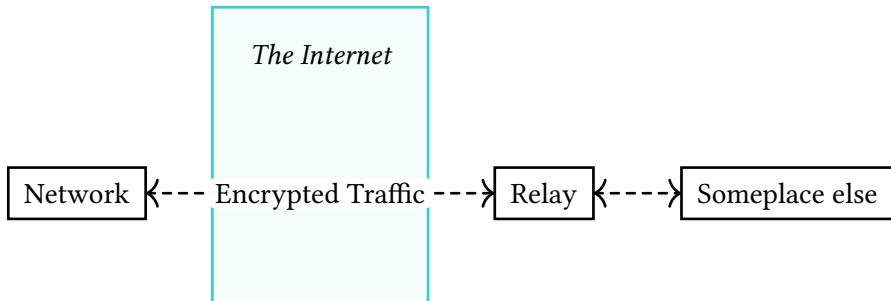 The Internet
Network
Encrypted Traffic
Relay
Someplace else